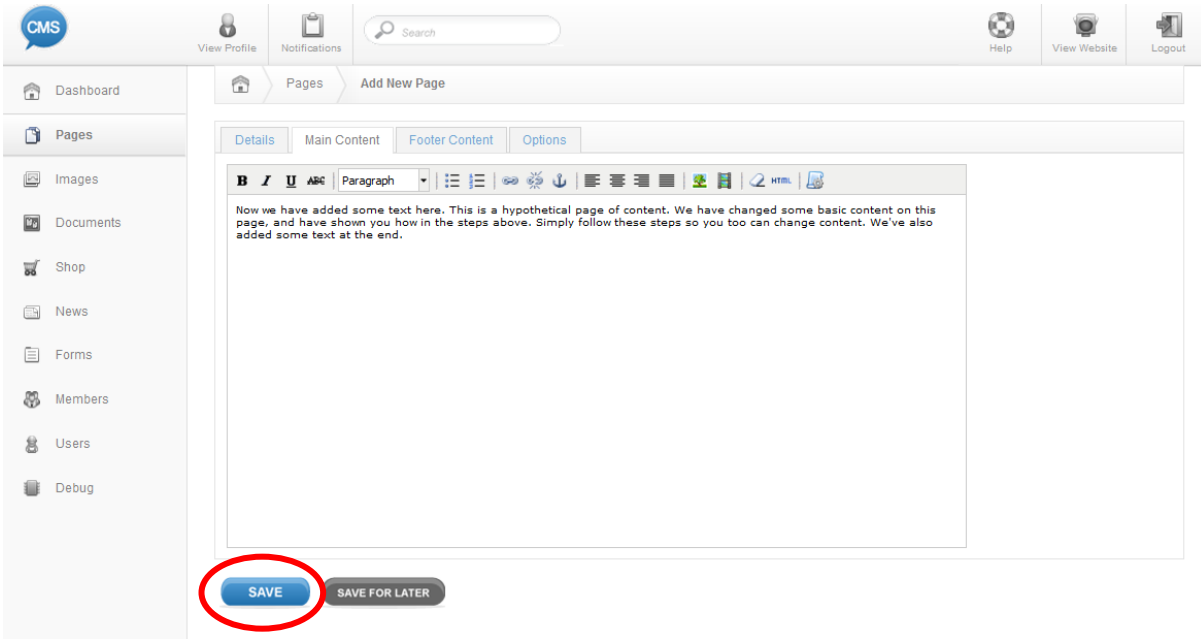 CMS
View Profile
Notifications
Search
Help
View Website
Logout
Dashboard
Pages
Images
Documents
Shop
News
Forms
Members
Users
Debug
Pages
Add New Page
Details
Main Content
Footer Content
Options
B I U ABC Paragraph HTML
Now we have added some text here. This is a hypothetical page of content. We have changed some basic content on this
page, and have shown you how in the steps above. Simply follow these steps so you too can change content. We've also
added some text at the end.
SAVE
SAVE FOR LATER